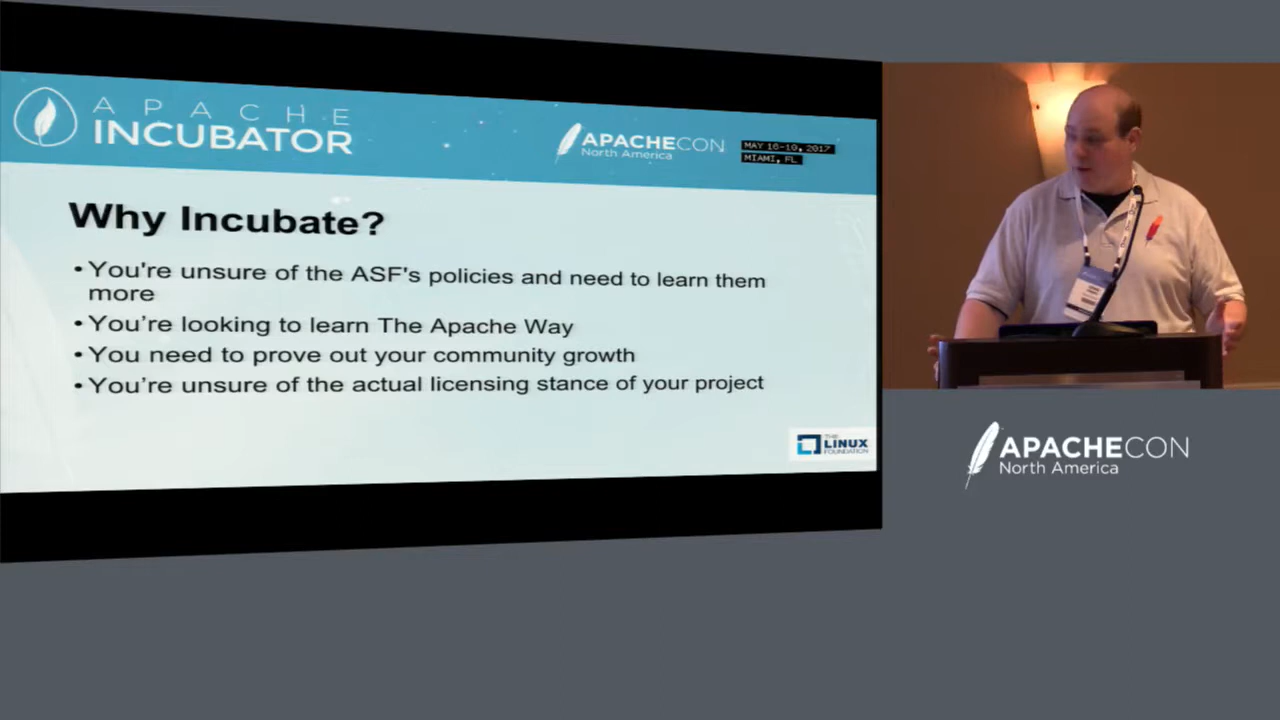 APACHE
INCUBATOR
APACHECON
North America
MAY 16-19, 2017
MIAMI, FL
Why Incubate?
•You're unsure of the ASF's policies and need to learn them
more
•You’re looking to learn The Apache Way
•You need to prove out your community growth
•You’re unsure of the actual licensing stance of your project
THE
LINUX
FOUNDATION
APACHECON
North America